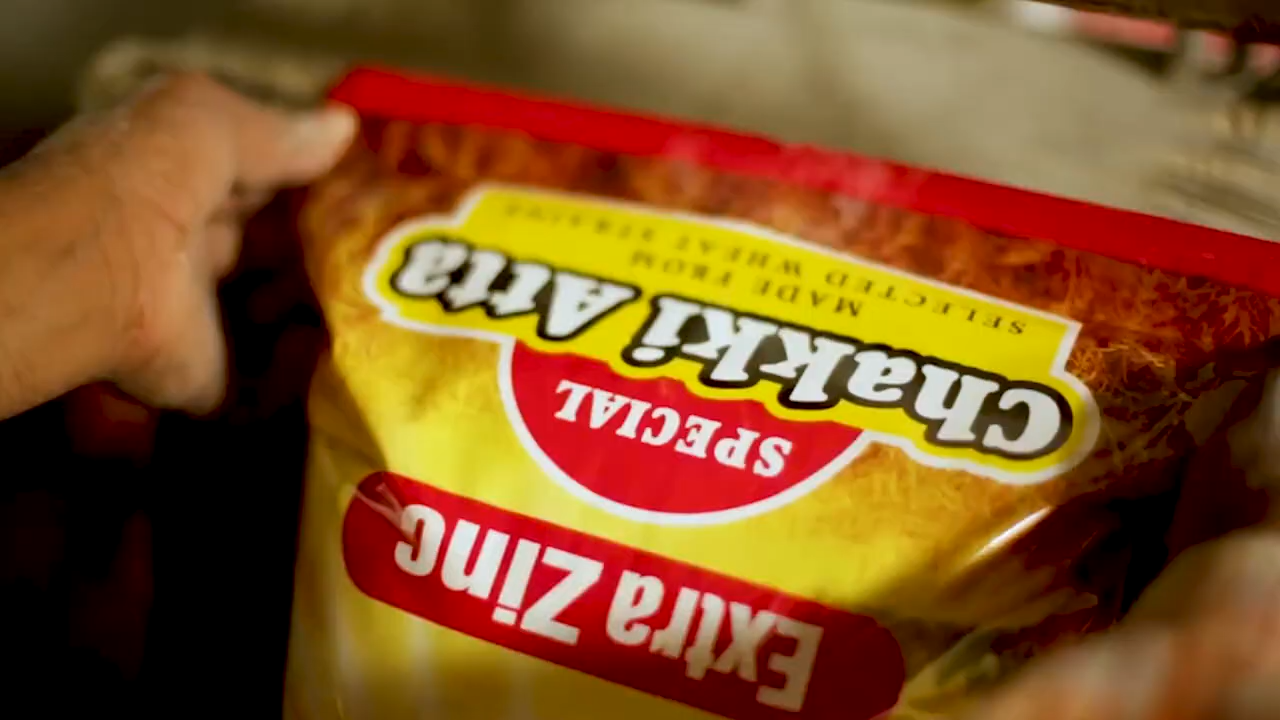 Extra Zinc
SPECIAL
Chakki Atta
MADE FROM
SELECTED WHEAT STRAINS